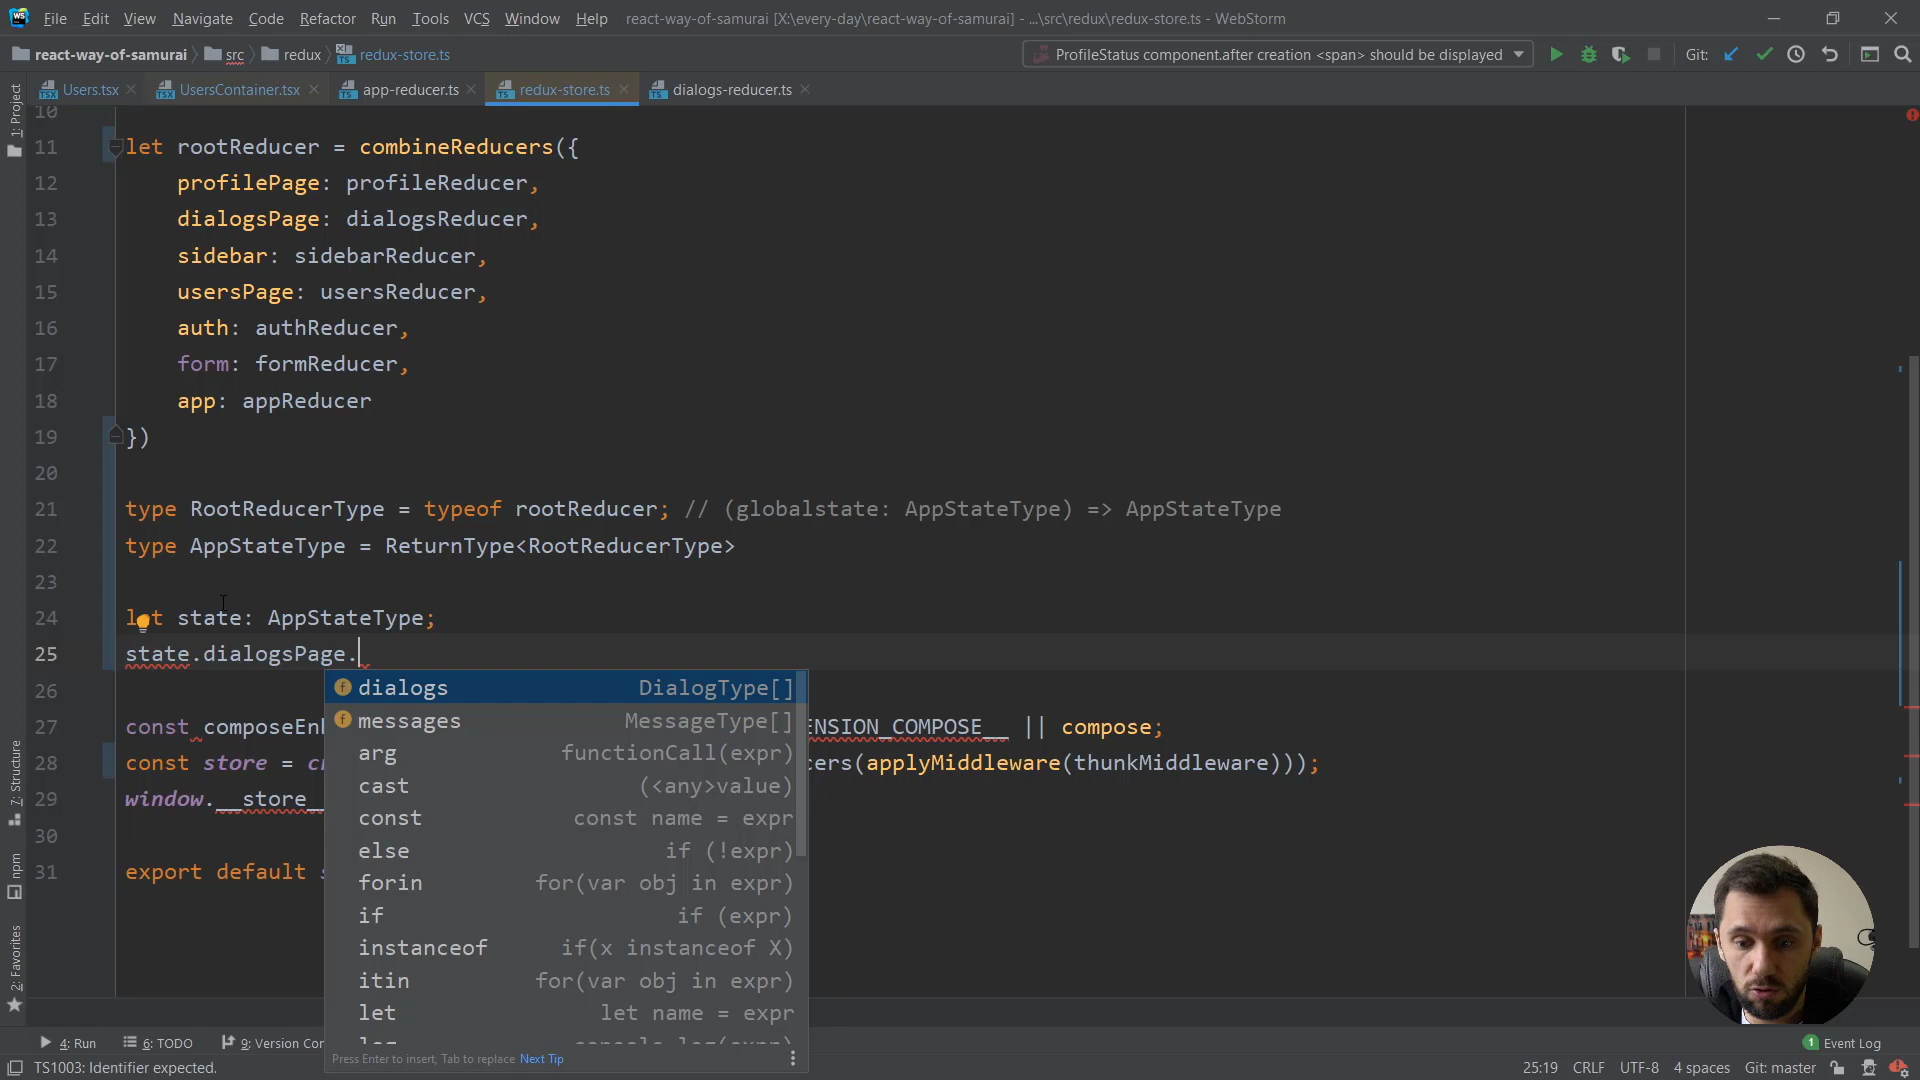 File Edit View Navigate Code Refactor Run Tools VCS Window Help react-way-of-samurai [X:\every-day\react-way-of-samurai] - ...\src\redux\redux-store.ts - WebStorm
react-way-of-samurai src redux redux-store.ts ProfileStatus component.after creation <span> should be displayed Git:
Users.tsx UsersContainer.tsx app-reducer.ts redux-store.ts dialogs-reducer.ts
1: Project
10
11 let rootReducer = combineReducers({
12 profilePage: profileReducer,
13 dialogsPage: dialogsReducer,
14 sidebar: sidebarReducer,
15 usersPage: usersReducer,
16 auth: authReducer,
17 form: formReducer,
18 app: appReducer
19 })
20
21 type RootReducerType = typeof rootReducer; // (globalstate: AppStateType) => AppStateType
22 type AppStateType = ReturnType<RootReducerType>
23
24 let state: AppStateType;
25 state.dialogsPage.
dialogs DialogType[]
26
messages MessageType[]
27 const composeEn ENSION_COMPOSE__ || compose;
arg functionCall(expr)
28 const store = c cers(applyMiddleware(thunkMiddleware)));
cast (<any>value)
29 window.__store_
const const name = expr
30
else if (!expr)
31 export default
forin for(var obj in expr)
if if (expr)
instanceof if(x instanceof X)
itin for(var obj in expr)
let let name = expr
log console.log(expr)
Press Enter to insert, Tab to replace Next Tip
7: Structure
npm
2: Favorites
4: Run 6: TODO 9: Version Con 1 Event Log
TS1003: Identifier expected. 25:19 CRLF UTF-8 4 spaces Git: master